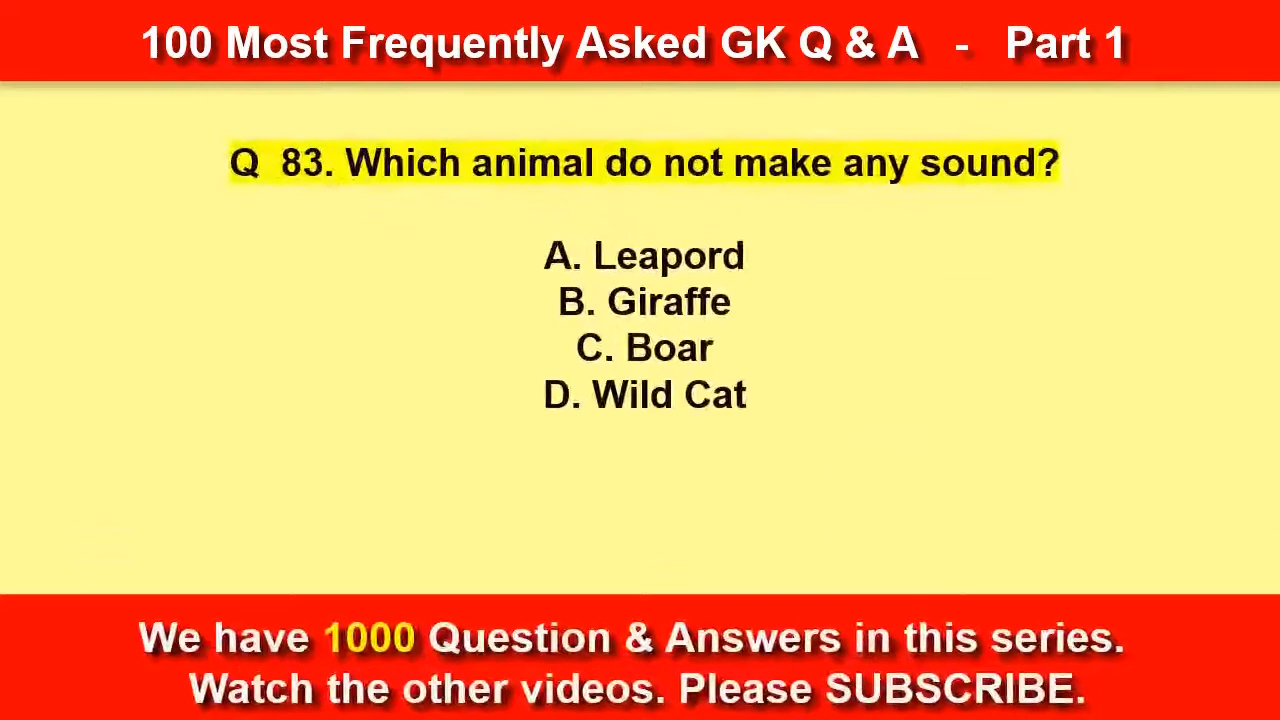 100 Most Frequently Asked GK Q & A - Part 1
Q 83. Which animal do not make any sound?
A. Leapord
B. Giraffe
C. Boar
D. Wild Cat
We have 1000 Question & Answers in this series.
Watch the other videos. Please SUBSCRIBE.